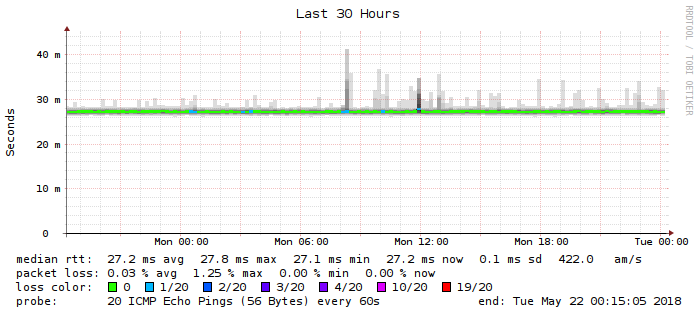 Last 30 Hours
RRDTOOL / TOBI OETIKER
Seconds
40 m
30 m
20 m
10 m
0
Mon 00:00 Mon 06:00 Mon 12:00 Mon 18:00 Tue 00:00
median rtt: 27.2 ms avg 27.8 ms max 27.1 ms min 27.2 ms now 0.1 ms sd 422.0 am/s
packet loss: 0.03 % avg 1.25 % max 0.00 % min 0.00 % now
loss color: 0 1/20 2/20 3/20 4/20 10/20 19/20
probe: 20 ICMP Echo Pings (56 Bytes) every 60s end: Tue May 22 00:15:05 2018